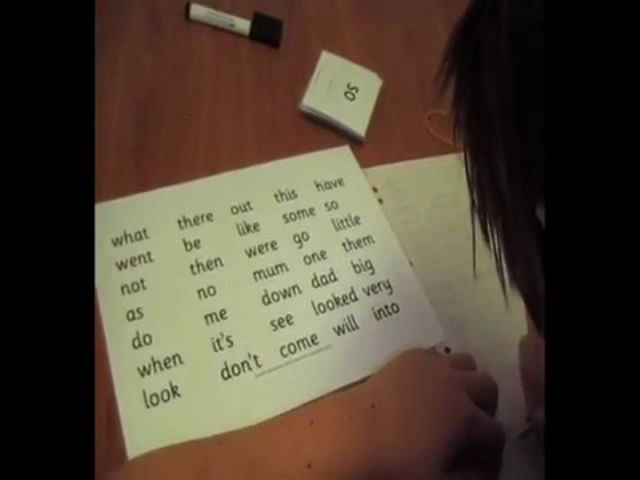 so
what there out this have
went be like some so
not then were go little
as no mum one them
do me down dad big
when it's see looked very
look don't come will into